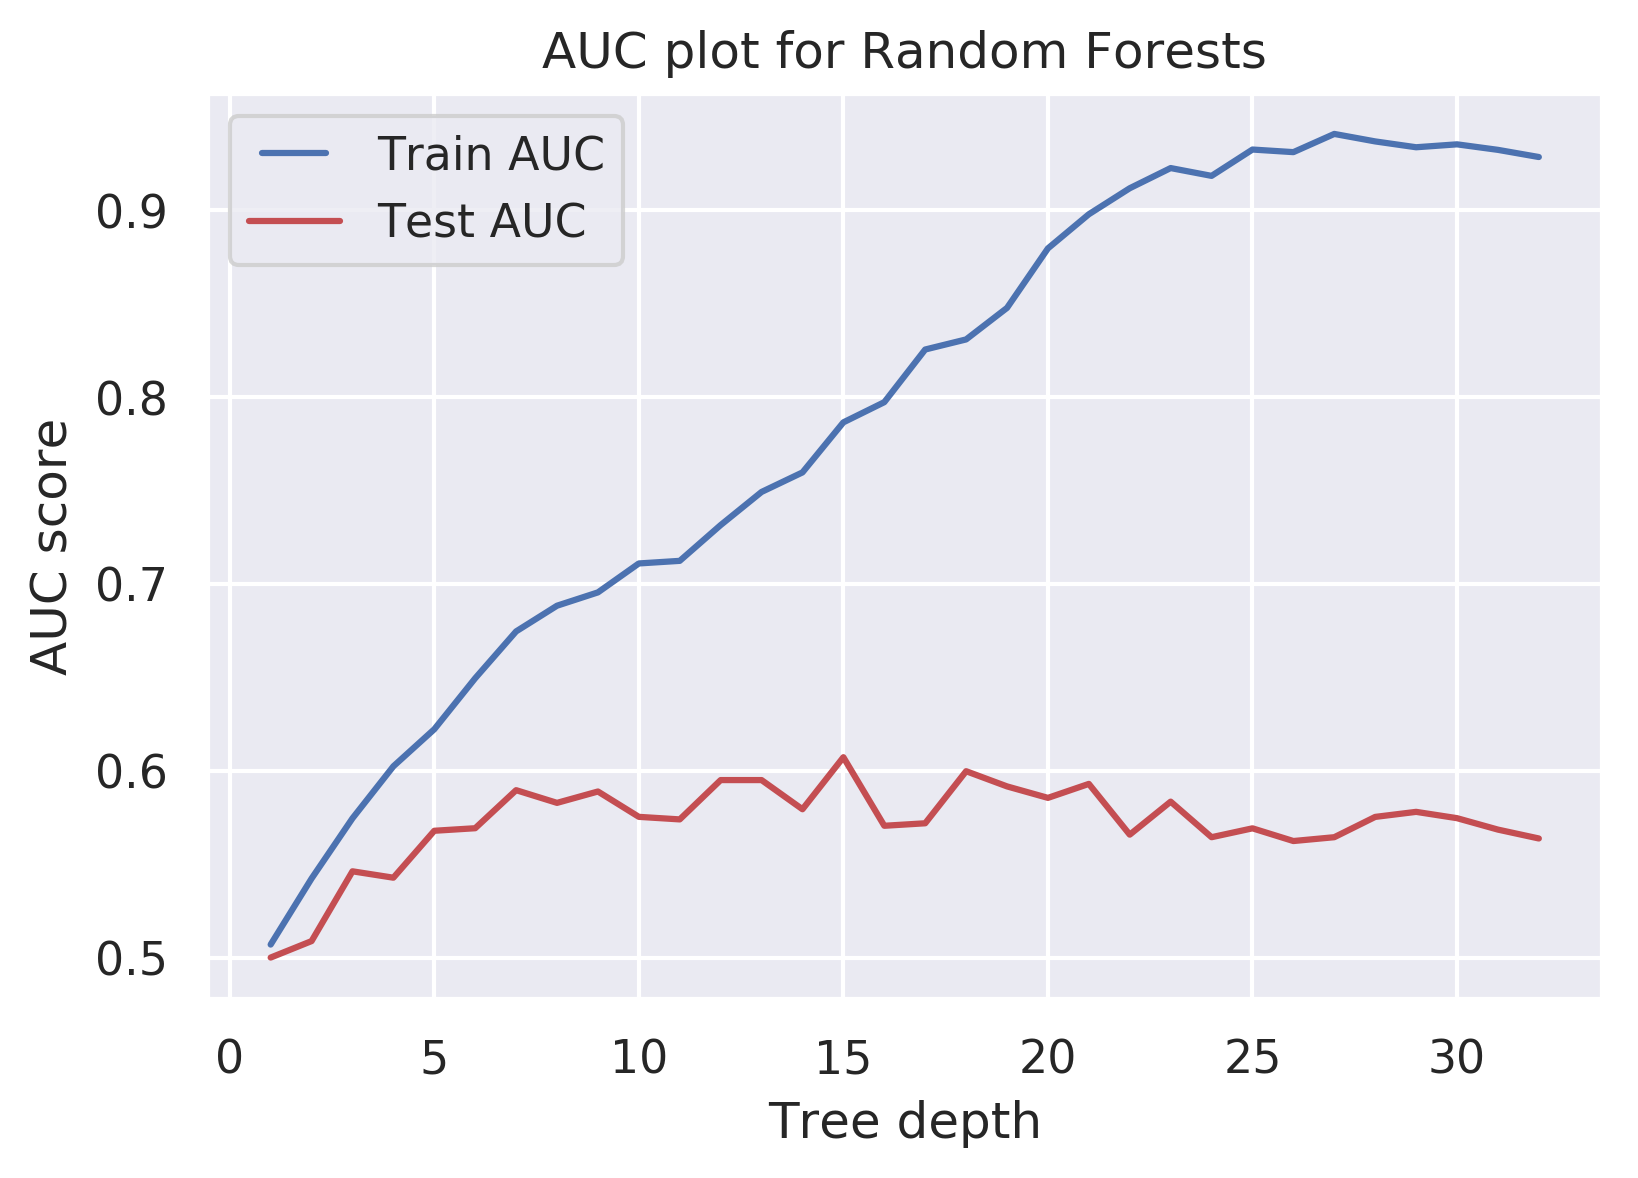 AUC plot for Random Forests
Train AUC
Test AUC
0.9
0.8
0.7
0.6
0.5
AUC score
0 5 10 15 20 25 30
Tree depth